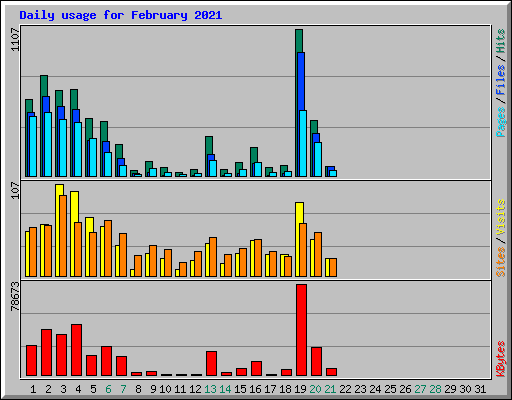 Daily usage for February 2021
1107
Pages / Files / Hits
107
Sites / Visits
78673
KBytes
1 2 3 4 5 6 7 8 9 10 11 12 13 14 15 16 17 18 19 20 21 22 23 24 25 26 27 28 29 30 31